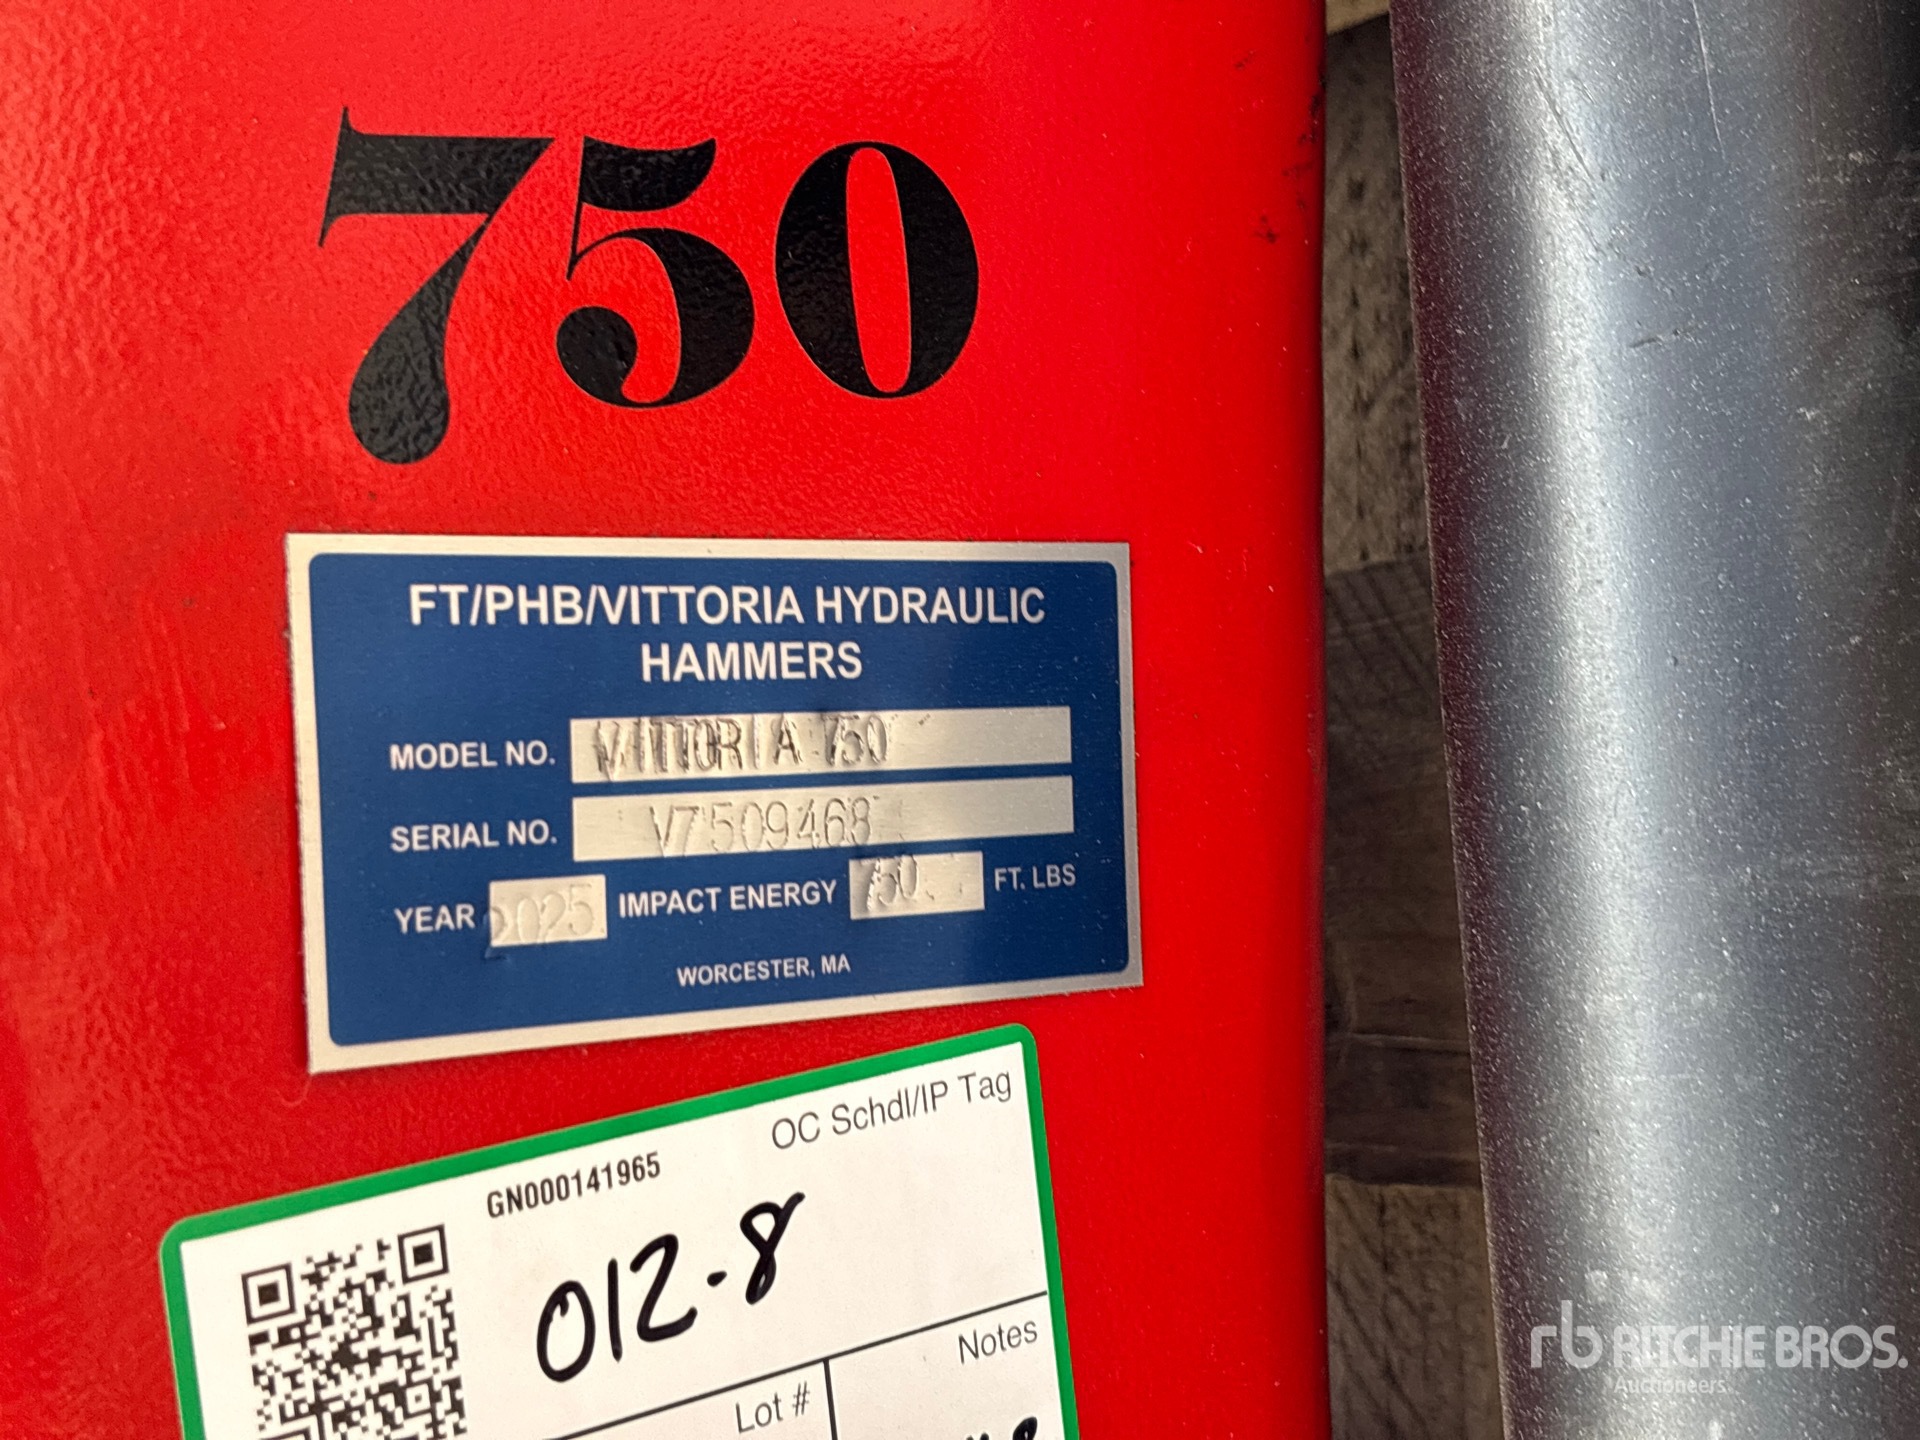 750
FT/PHB/VITTORIA HYDRAULIC
HAMMERS
MODEL NO. VITTORIA 750
SERIAL NO. V7509468
YEAR 2025 IMPACT ENERGY 750 FT. LBS
WORCESTER, MA
OC Schdl/IP Tag
GN000141965
012-8
Lot #
Notes
rb RITCHIE BROS.
Auctioneers